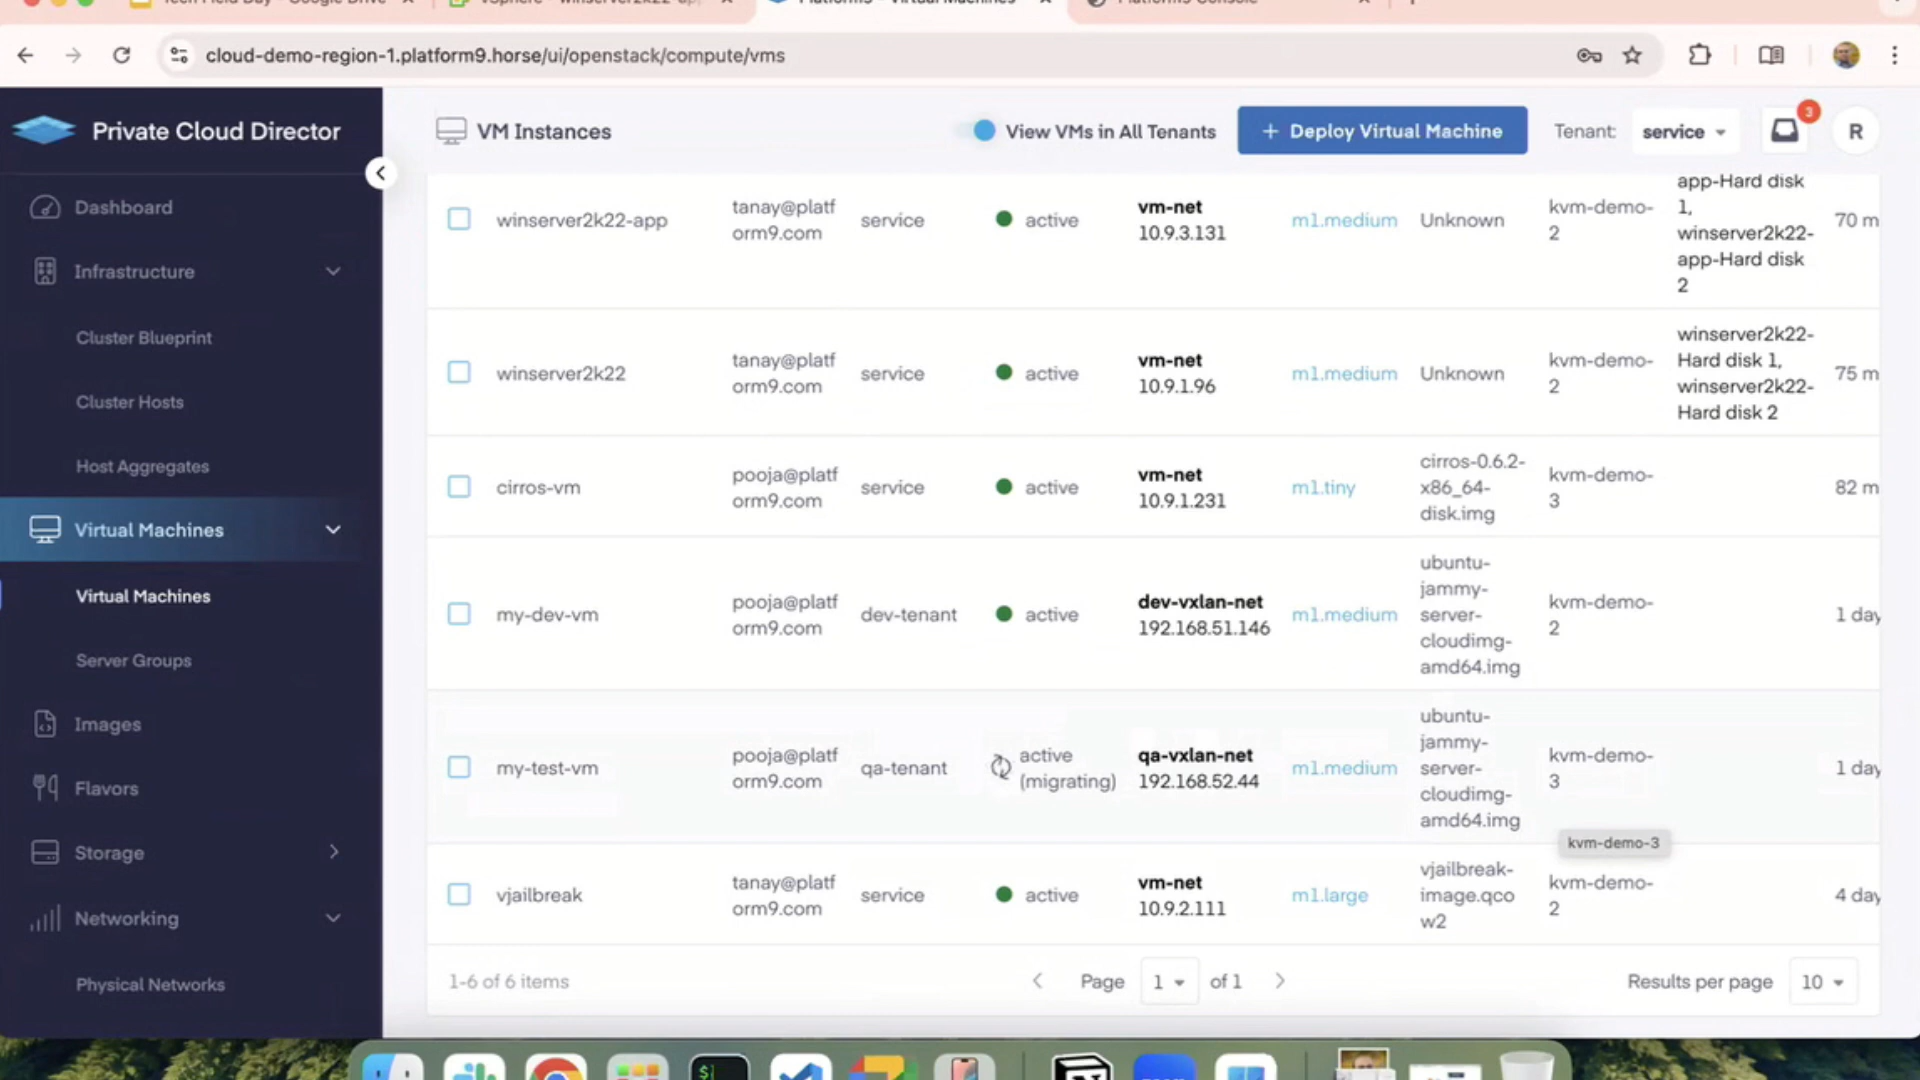 Tech Field Day - Google Drive
Platform9 - Virtual Machines
Platform9 Console
cloud-demo-region-1.platform9.horse/ui/openstack/compute/vms
Private Cloud Director
VM Instances
View VMs in All Tenants
+ Deploy Virtual Machine
Tenant:
service
3
R
Dashboard
Infrastructure
Cluster Blueprint
Cluster Hosts
Host Aggregates
Virtual Machines
Virtual Machines
Server Groups
Images
Flavors
Storage
Networking
Physical Networks
winserver2k22-app
tanay@platf
orm9.com
service
active
vm-net
10.9.3.131
m1.medium
Unknown
kvm-demo-
2
app-Hard disk
1,
winserver2k22-
app-Hard disk
2
70 m
winserver2k22
tanay@platf
orm9.com
service
active
vm-net
10.9.1.96
m1.medium
Unknown
kvm-demo-
2
winserver2k22-
Hard disk 1,
winserver2k22-
Hard disk 2
75 m
cirros-vm
pooja@platf
orm9.com
service
active
vm-net
10.9.1.231
m1.tiny
cirros-0.6.2-
x86_64-
disk.img
kvm-demo-
3
82 m
my-dev-vm
pooja@platf
orm9.com
dev-tenant
active
dev-vxlan-net
192.168.51.146
m1.medium
ubuntu-
jammy-
server-
cloudimg-
amd64.img
kvm-demo-
2
1 day
my-test-vm
pooja@platf
orm9.com
qa-tenant
active
(migrating)
qa-vxlan-net
192.168.52.44
m1.medium
ubuntu-
jammy-
server-
cloudimg-
amd64.img
kvm-demo-
3
1 day
kvm-demo-3
vjailbreak
tanay@platf
orm9.com
service
active
vm-net
10.9.2.111
m1.large
vjailbreak-
image.qco
w2
kvm-demo-
2
4 day
1-6 of 6 items
Page
1
of 1
Results per page
10